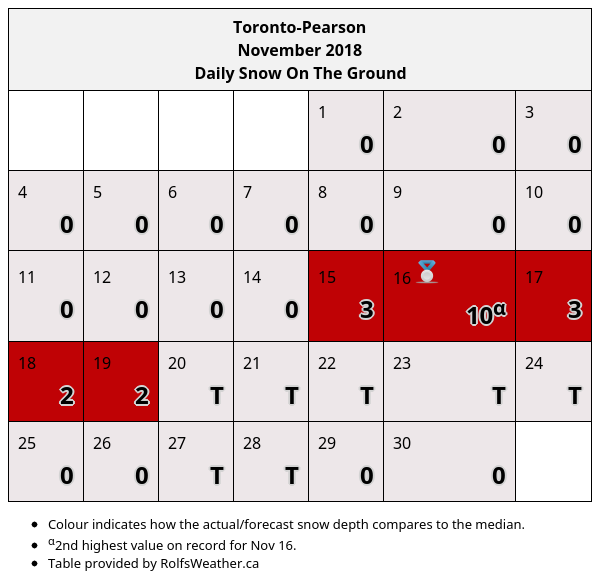 Toronto-Pearson
November 2018
Daily Snow On The Ground
1 2 3
0 0 0
4 5 6 7 8 9 10
0 0 0 0 0 0 0
11 12 13 14 15 16 17
0 0 0 0 3 10α 3
18 19 20 21 22 23 24
2 2 T T T T T
25 26 27 28 29 30
0 0 T T 0 0
• Colour indicates how the actual/forecast snow depth compares to the median.
• α2nd highest value on record for Nov 16.
• Table provided by RolfsWeather.ca